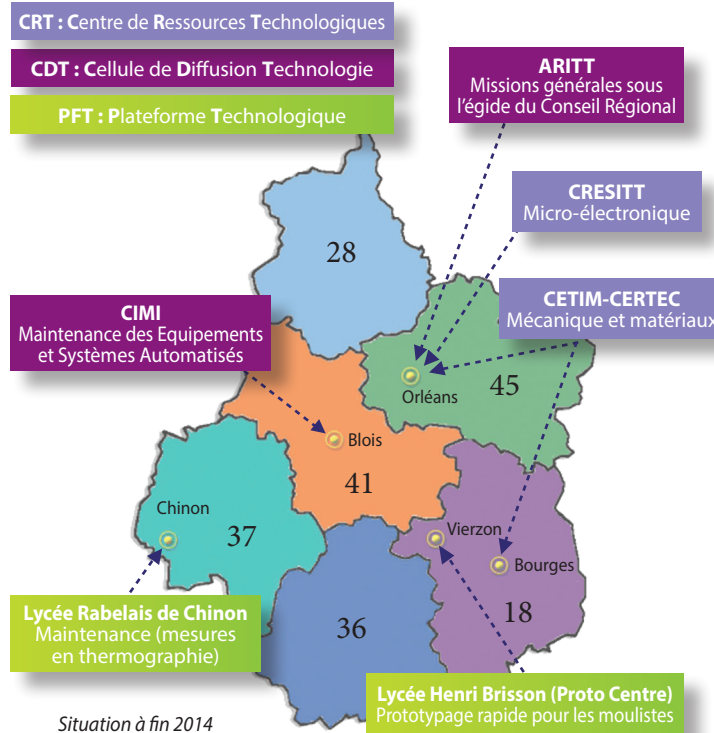 CRT : Centre de Ressources Technologiques
CDT : Cellule de Diffusion Technologie
PFT : Plateforme Technologique
ARITT
Missions générales sous
l'égide du Conseil Régional
CRESITT
Micro-électronique
28
CETIM-CERTEC
Mécanique et matériaux
CIMI
Maintenance des Equipements
et Systèmes Automatisés
Orléans
45
Blois
41
Chinon
37
Vierzon
Bourges
18
36
Lycée Rabelais de Chinon
Maintenance (mesures
en thermographie)
Lycée Henri Brisson (Proto Centre)
Prototypage rapide pour les moulistes
Situation à fin 2014